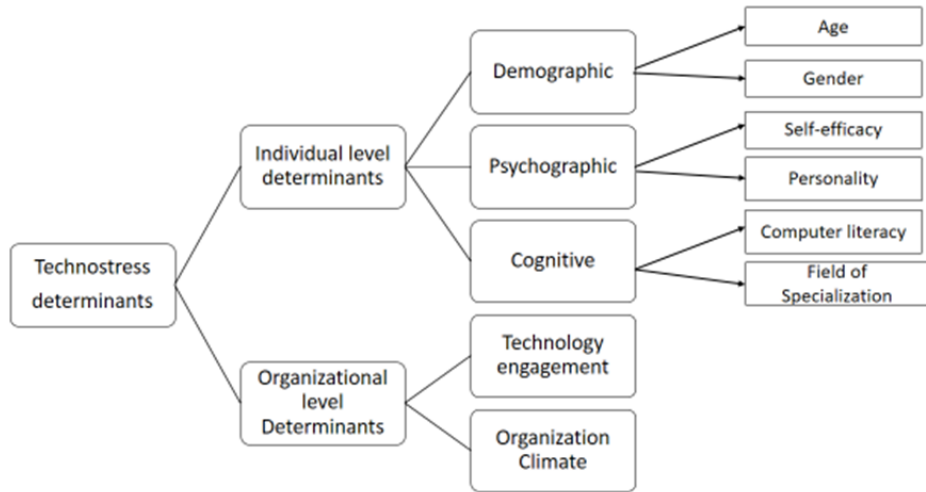 Technostress
determinants
Individual level
determinants
Organizational
level
Determinants
Demographic
Psychographic
Cognitive
Technology
engagement
Organization
Climate
Age
Gender
Self-efficacy
Personality
Computer literacy
Field of
Specialization